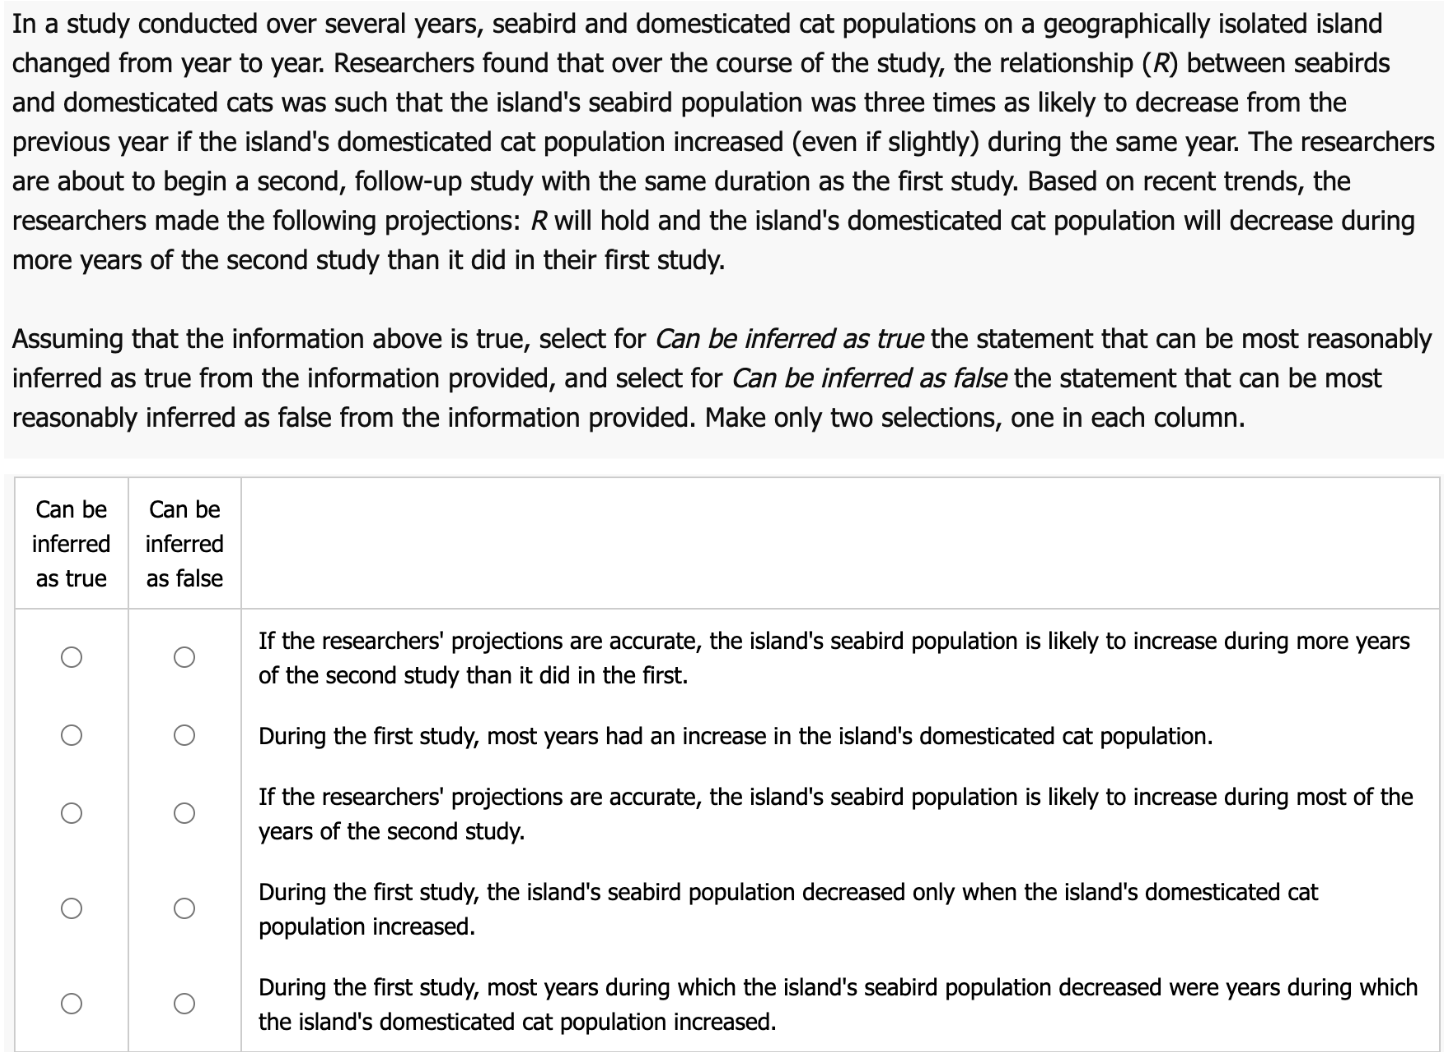 In a study conducted over several years, seabird and domesticated cat populations on a geographically isolated island
changed from year to year. Researchers found that over the course of the study, the relationship (R) between seabirds
and domesticated cats was such that the island's seabird population was three times as likely to decrease from the
previous year if the island's domesticated cat population increased (even if slightly) during the same year. The researchers
are about to begin a second, follow-up study with the same duration as the first study. Based on recent trends, the
researchers made the following projections: R will hold and the island's domesticated cat population will decrease during
more years of the second study than it did in their first study.
Assuming that the information above is true, select for Can be inferred as true the statement that can be most reasonably
inferred as true from the information provided, and select for Can be inferred as false the statement that can be most
reasonably inferred as false from the information provided. Make only two selections, one in each column.
Can be
inferred
as true
Can be
inferred
as false
If the researchers' projections are accurate, the island's seabird population is likely to increase during more years
of the second study than it did in the first.
During the first study, most years had an increase in the island's domesticated cat population.
If the researchers' projections are accurate, the island's seabird population is likely to increase during most of the
years of the second study.
During the first study, the island's seabird population decreased only when the island's domesticated cat
population increased.
During the first study, most years during which the island's seabird population decreased were years during which
the island's domesticated cat population increased.